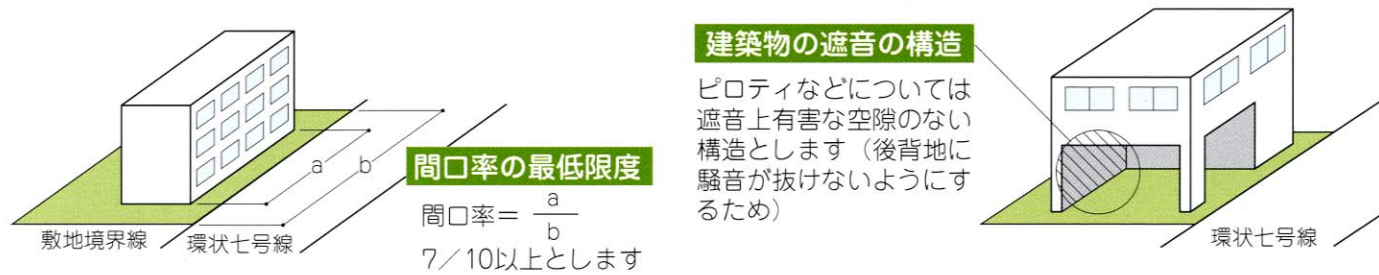 a
b
敷地境界線
環状七号線
間口率の最低限度
間口率＝ a
b
7／10以上とします
建築物の遮音の構造
ピロティなどについては
遮音上有害な空隙のない
構造とします（後背地に
騒音が抜けないようにす
るため）
環状七号線